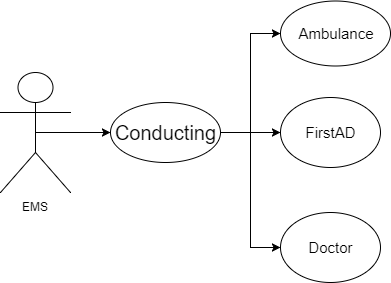 Ambulance
Conducting
FirstAD
EMS
Doctor